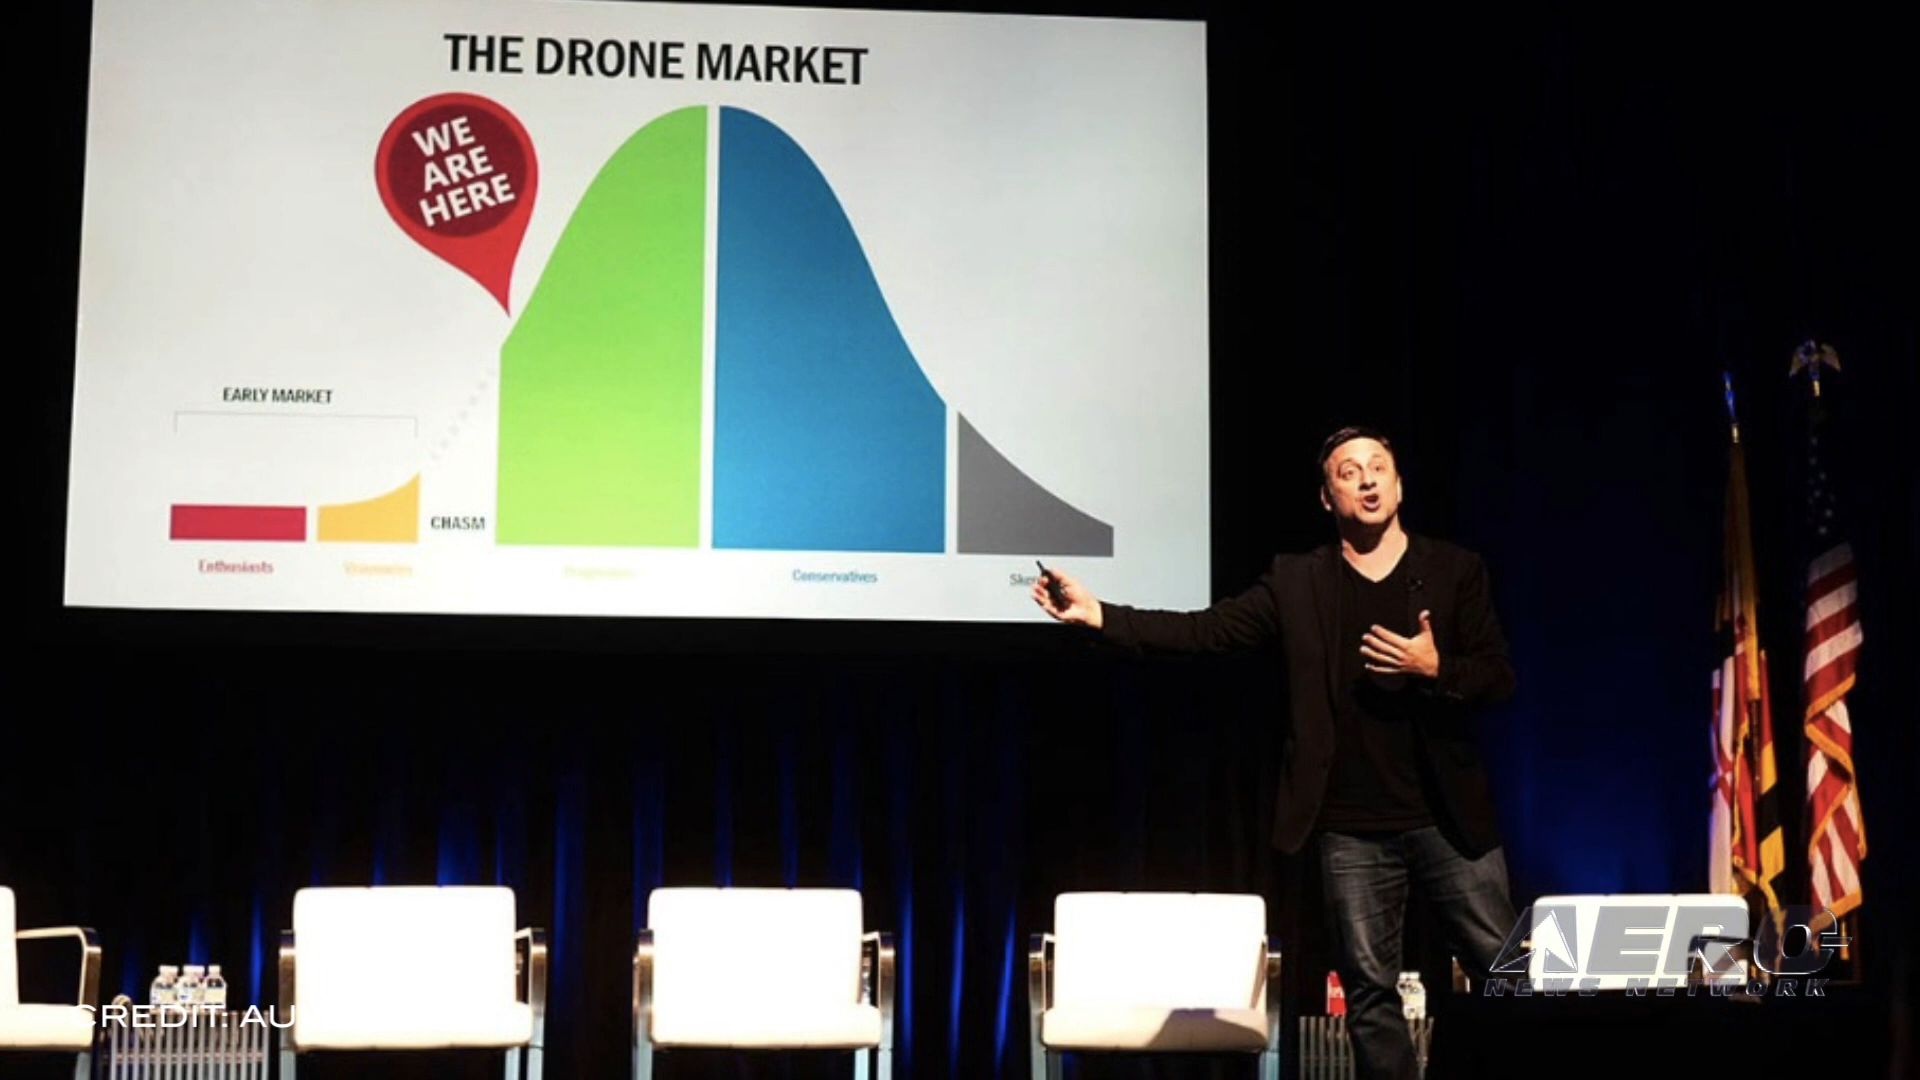 THE DRONE MARKET
WE
ARE
HERE
EARLY MARKET
CHASM
Enthusiasts
Conservatives
CREDIT: AU
AERO
NEWS NETWORK